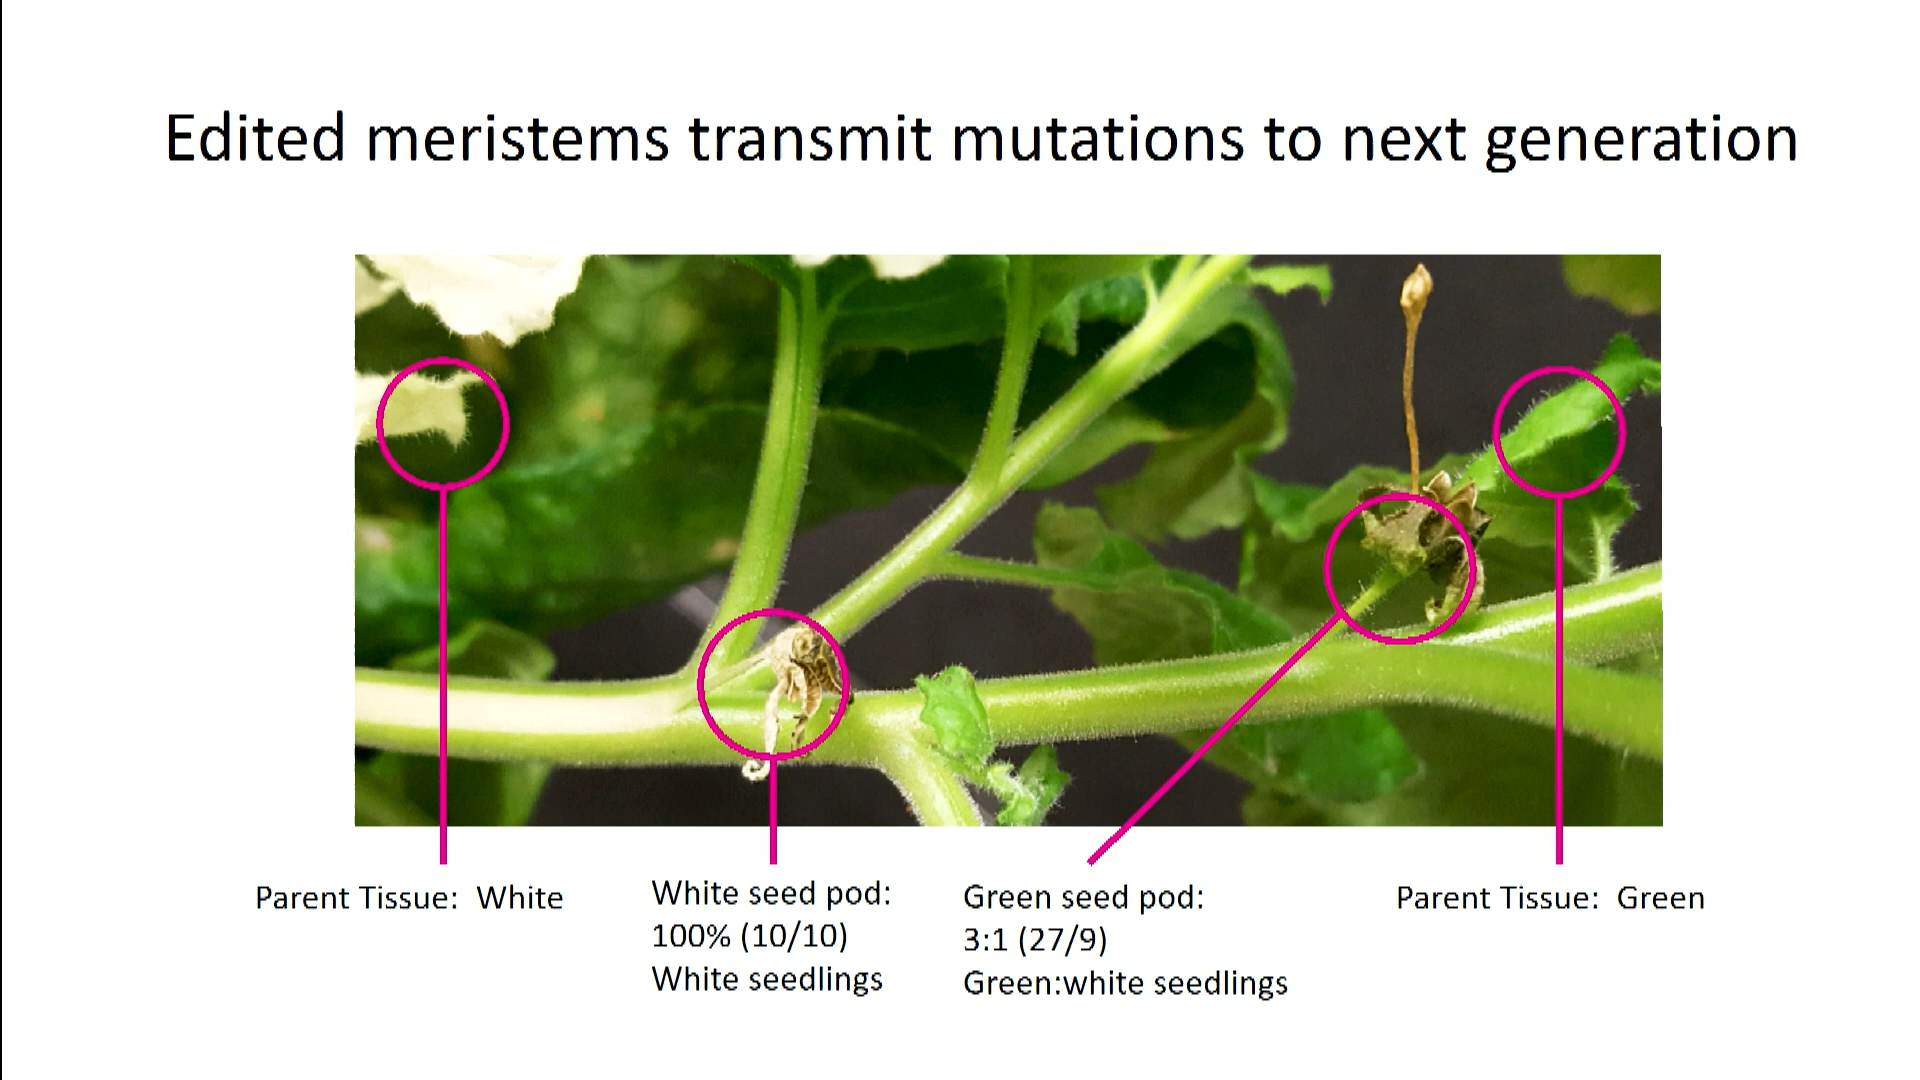 Edited meristems transmit mutations to next generation
Parent Tissue:  White
White seed pod:
100% (10/10)
White seedlings
Green seed pod:
3:1 (27/9)
Green:white seedlings
Parent Tissue:  Green